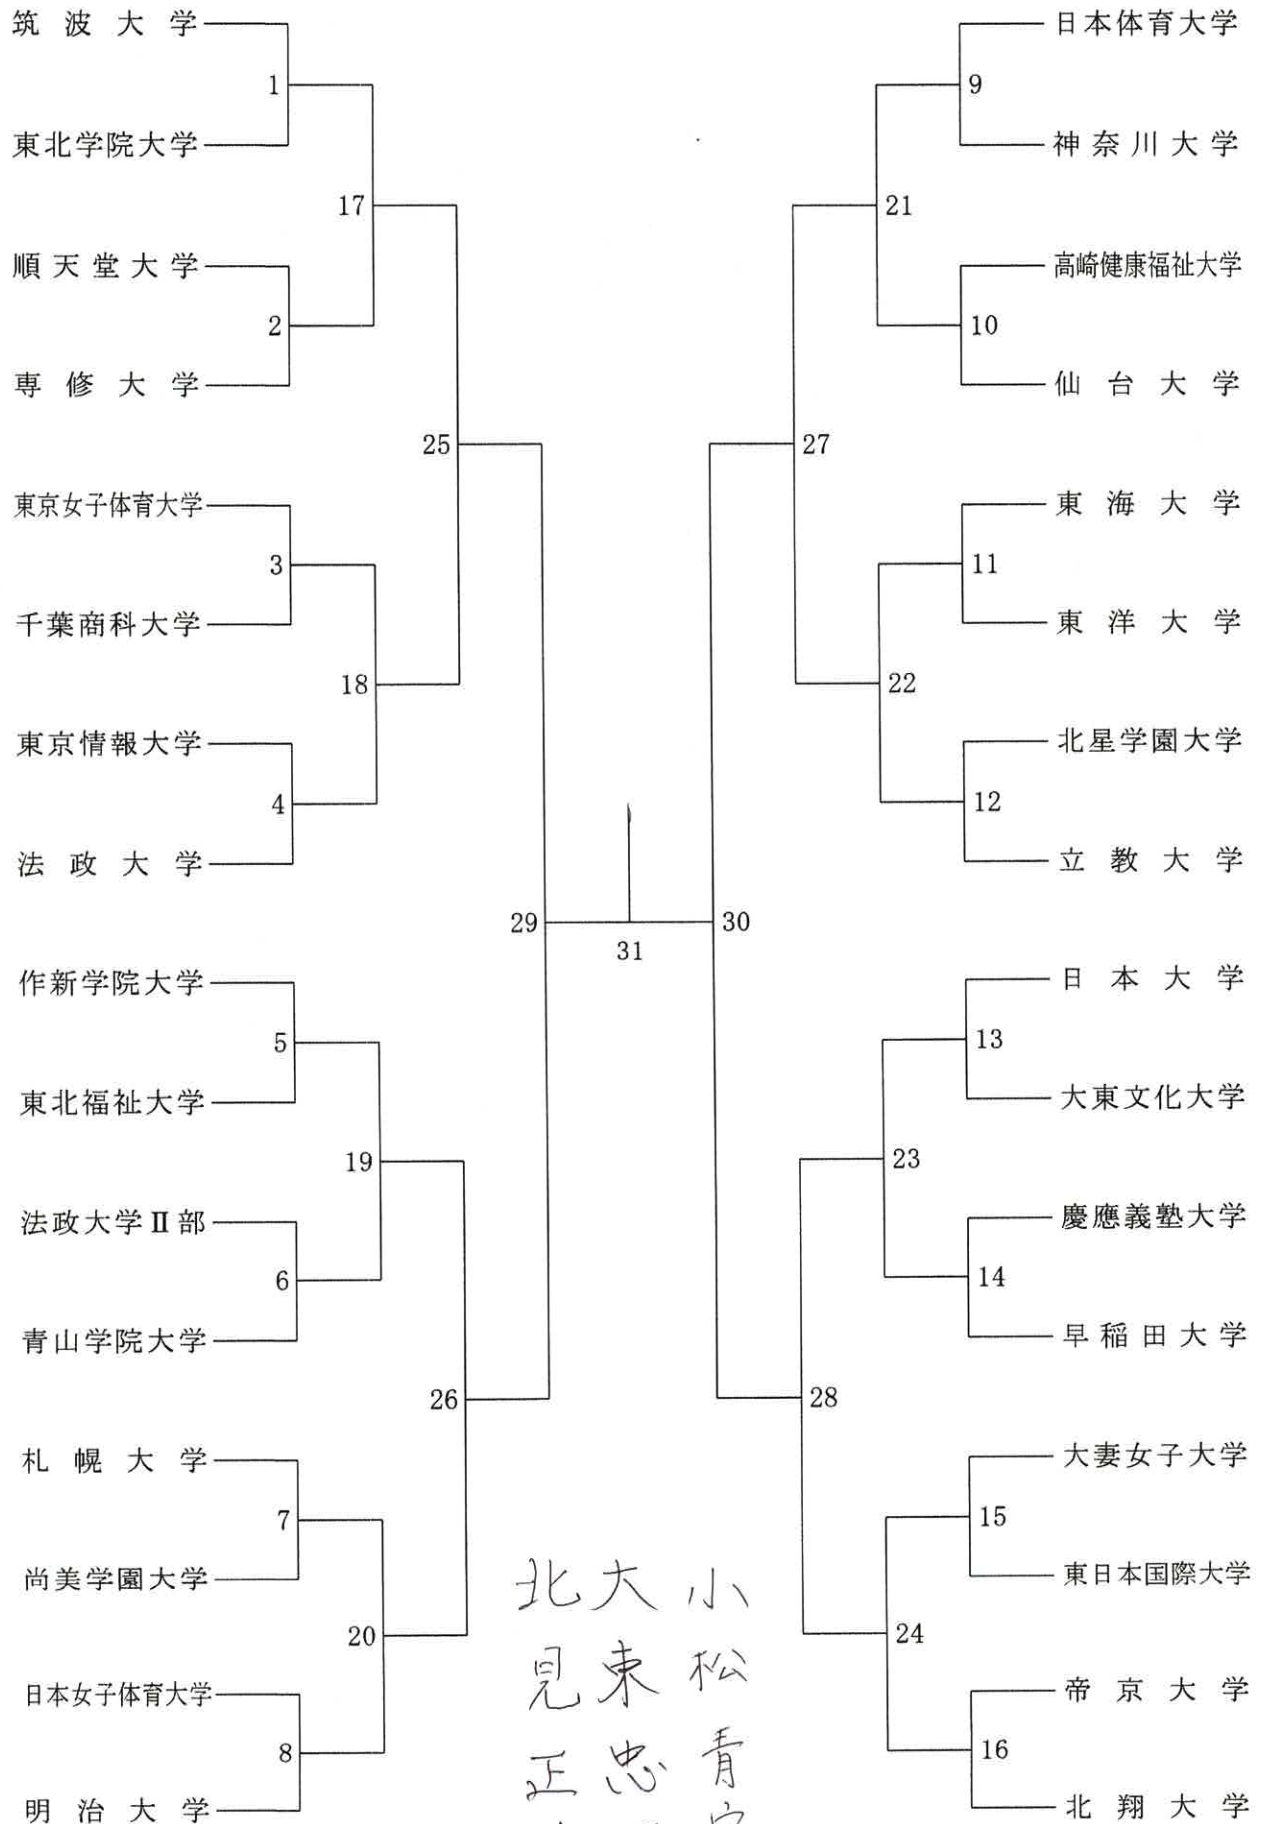 筑波大学
1
東北学院大学
17
順天堂大学
2
専修大学
25
東京女子体育大学
3
千葉商科大学
18
東京情報大学
4
法政大学
29
作新学院大学
5
東北福祉大学
19
法政大学Ⅱ部
6
青山学院大学
26
札幌大学
7
尚美学園大学
20
日本女子体育大学
8
明治大学
31
日本体育大学
9
神奈川大学
21
高崎健康福祉大学
10
仙台大学
27
東海大学
11
東洋大学
22
北星学園大学
12
立教大学
30
日本大学
13
大東文化大学
23
慶應義塾大学
14
早稲田大学
28
大妻女子大学
15
東日本国際大学
24
帝京大学
16
北翔大学
小松青
大東忠
北見正